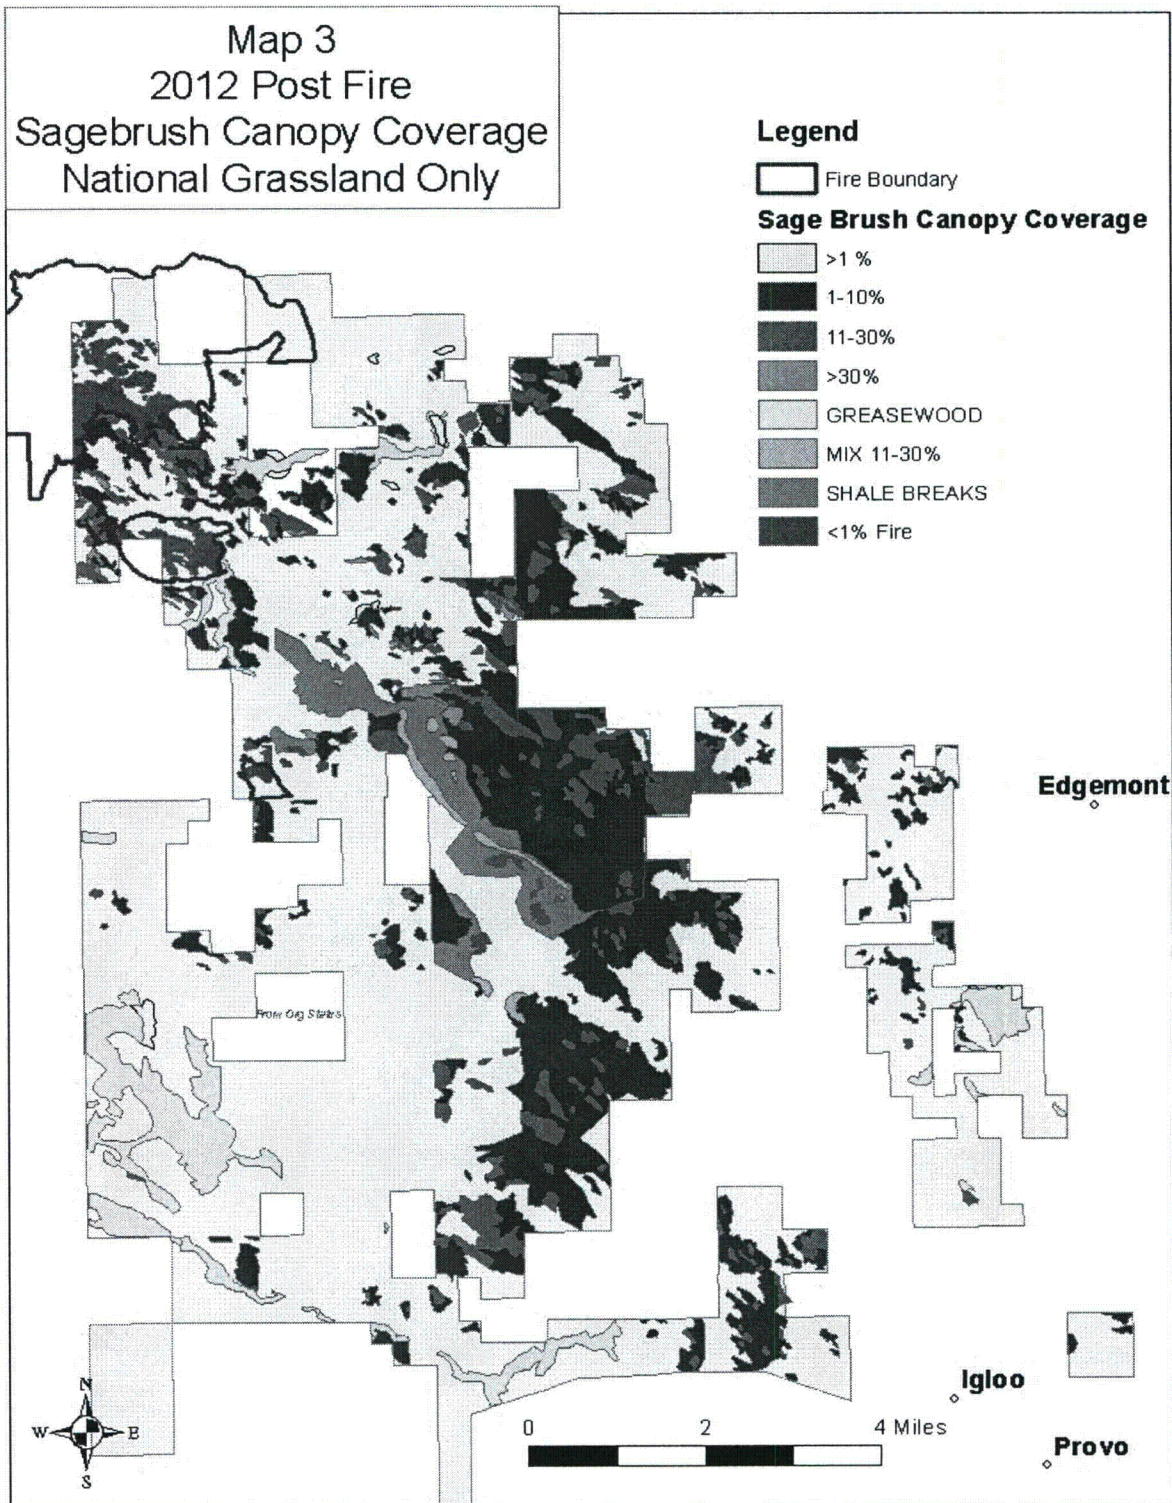 Map 3
2012 Post Fire
Sagebrush Canopy Coverage
National Grassland Only
Legend
Fire Boundary
Sage Brush Canopy Coverage
>1 %
1-10%
11-30%
>30%
GREASEWOOD
MIX 11-30%
SHALE BREAKS
<1% Fire
Edgemont
Igloo
Provo
N
W
E
S
0 2 4 Miles